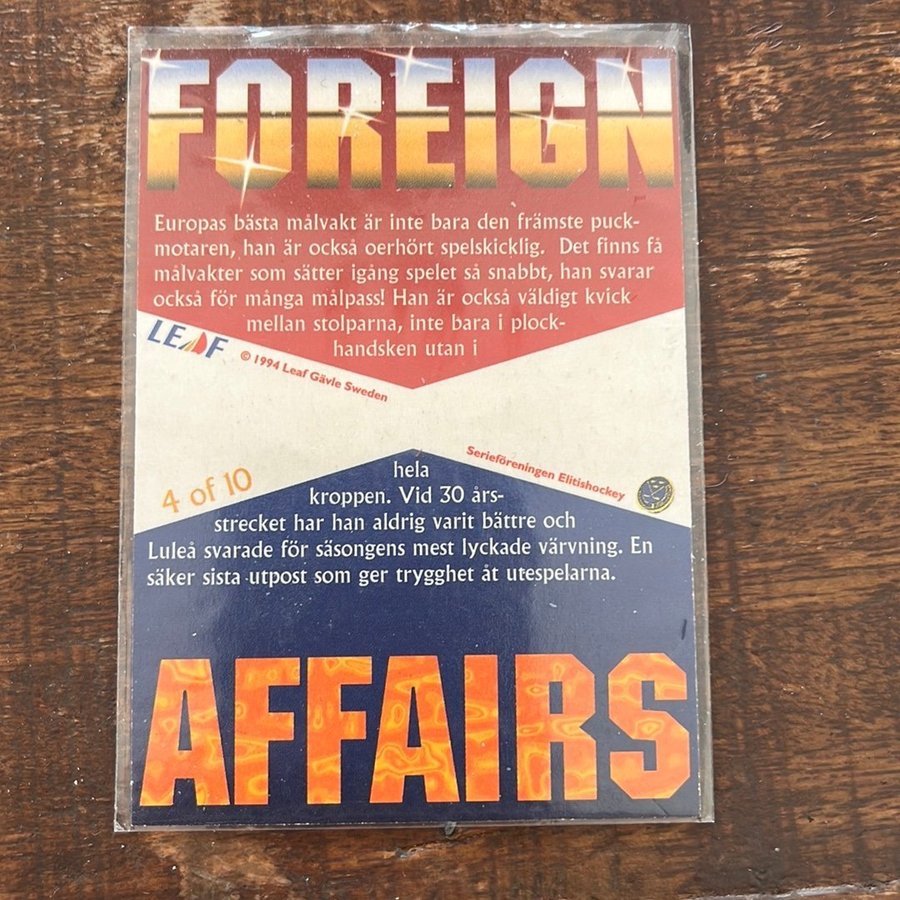 FOREIGN
Europas bästa målvakt är inte bara den främste puck-
motaren, han är också oerhört spelskicklig. Det finns få
målvakter som sätter igång spelet så snabbt, han svarar
också för många målpass! Han är också väldigt kvick
mellan stolparna, inte bara i plock-
handsken utan i
LEAF
© 1994 Leaf Gävle Sweden
Serieföreningen Elitishockey
4 of 10
hela
kroppen. Vid 30 års-
strecket har han aldrig varit bättre och
Luleå svarade för säsongens mest lyckade värvning. En
säker sista utpost som ger trygghet åt utespelarna.
AFFAIRS